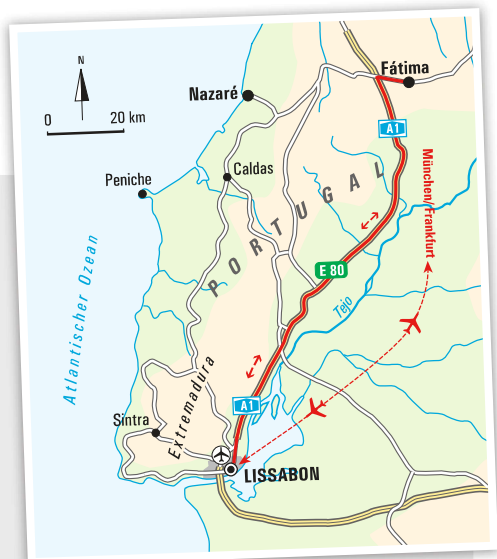 Fátima
N
Nazaré
0 20 km
A1
Caldas
Peniche
PORTUGAL
München/Frankfurt
E 80
Tejo
Atlantischer Ozean
Extremadura
A1
Sintra
LISSABON